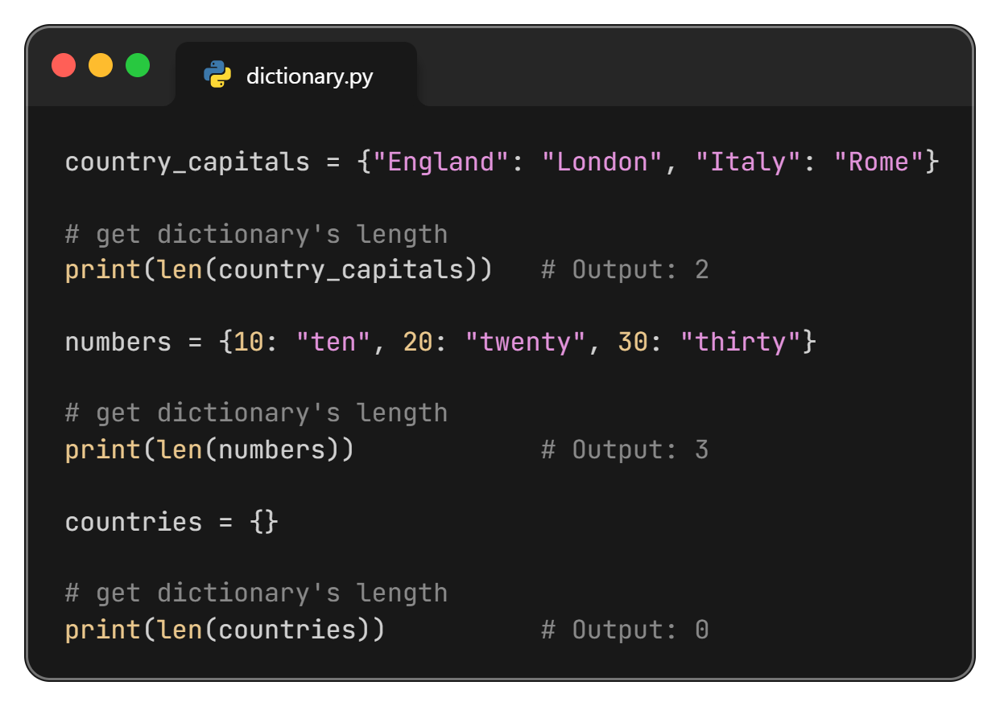 dictionary.py
country_capitals = {"England": "London", "Italy": "Rome"}
# get dictionary's length
print(len(country_capitals))   # Output: 2
numbers = {10: "ten", 20: "twenty", 30: "thirty"}
# get dictionary's length
print(len(numbers))            # Output: 3
countries = {}
# get dictionary's length
print(len(countries))          # Output: 0